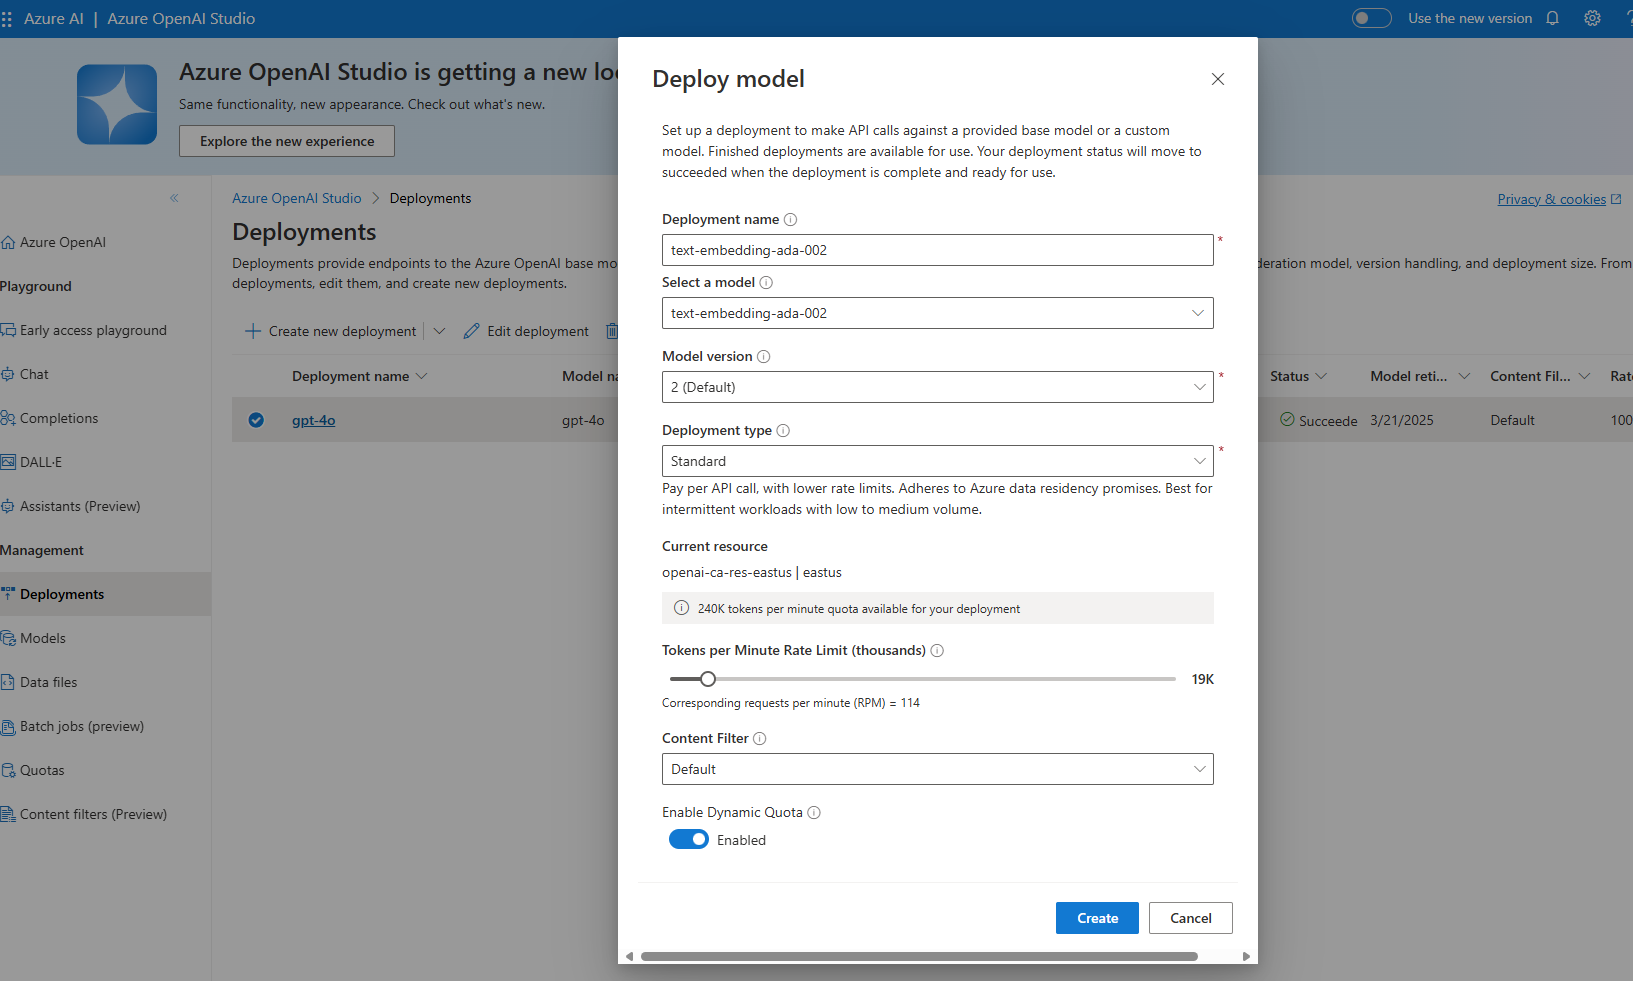 Azure AI | Azure OpenAI Studio
Use the new version
Azure OpenAI Studio is getting a new lo
Same functionality, new appearance. Check out what's new.
Explore the new experience
Azure OpenAI
Playground
Early access playground
Chat
Completions
DALL·E
Assistants (Preview)
Management
Deployments
Models
Data files
Batch jobs (preview)
Quotas
Content filters (Preview)
Azure OpenAI Studio > Deployments
Privacy & cookies
Deployments
Deployments provide endpoints to the Azure OpenAI base mo
deration model, version handling, and deployment size. From
deployments, edit them, and create new deployments.
Create new deployment
Edit deployment
Deployment name
Model na
Status
Model reti...
Content Fil...
Rate
gpt-4o
gpt-4o
Succeede
3/21/2025
Default
100
Deploy model
Set up a deployment to make API calls against a provided base model or a custom
model. Finished deployments are available for use. Your deployment status will move to
succeeded when the deployment is complete and ready for use.
Deployment name
text-embedding-ada-002 *
Select a model
text-embedding-ada-002
Model version
2 (Default) *
Deployment type
Standard *
Pay per API call, with lower rate limits. Adheres to Azure data residency promises. Best for
intermittent workloads with low to medium volume.
Current resource
openai-ca-res-eastus | eastus
240K tokens per minute quota available for your deployment
Tokens per Minute Rate Limit (thousands)
19K
Corresponding requests per minute (RPM) = 114
Content Filter
Default
Enable Dynamic Quota
Enabled
Create
Cancel